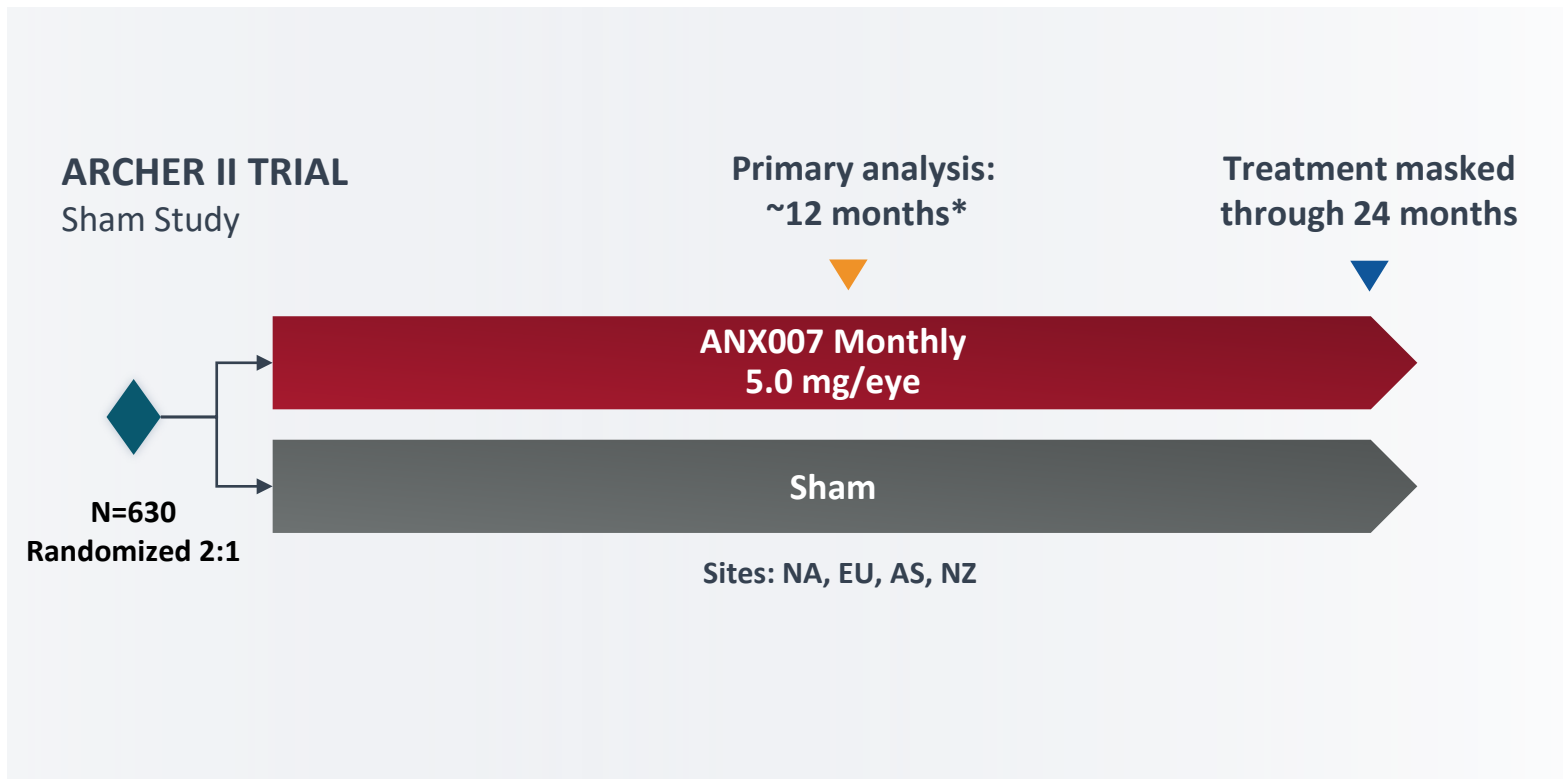 ARCHER II TRIAL
Sham Study
Primary analysis:
~12 months*
Treatment masked
through 24 months
ANX007 Monthly
5.0 mg/eye
Sham
N=630
Randomized 2:1
Sites: NA, EU, AS, NZ